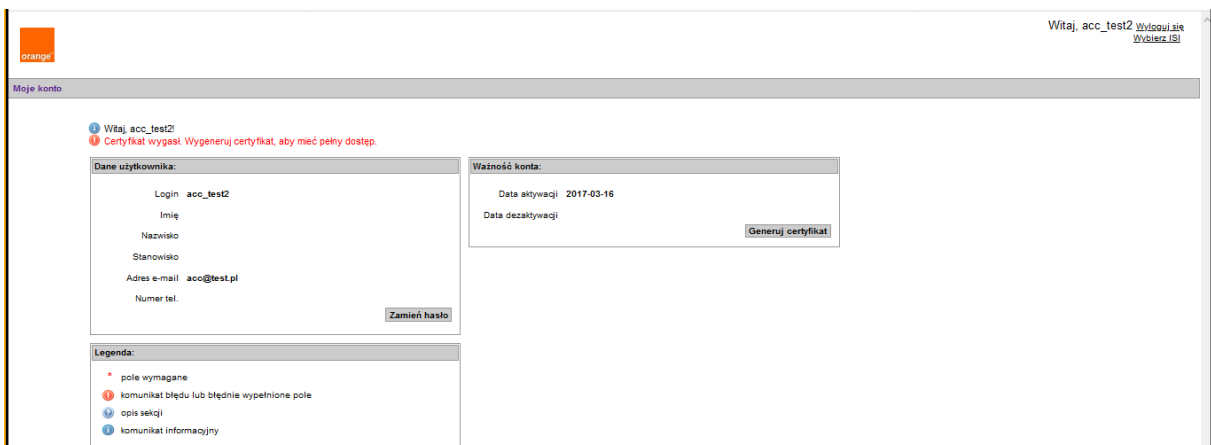 Witaj, acc_test2 Wyloguj się
Wybierz ISI
orange
Moje konto
Witaj, acc_test2!
Certyfikat wygasł. Wygeneruj certyfikat, aby mieć pełny dostęp.
Dane użytkownika:
Login acc_test2
Imię
Nazwisko
Stanowisko
Adres e-mail acc@test.pl
Numer tel.
Zamień hasło
Ważność konta:
Data aktywacji 2017-03-16
Data dezaktywacji
Generuj certyfikat
Legenda:
* pole wymagane
komunikat błędu lub błędnie wypełnione pole
opis sekcji
komunikat informacyjny